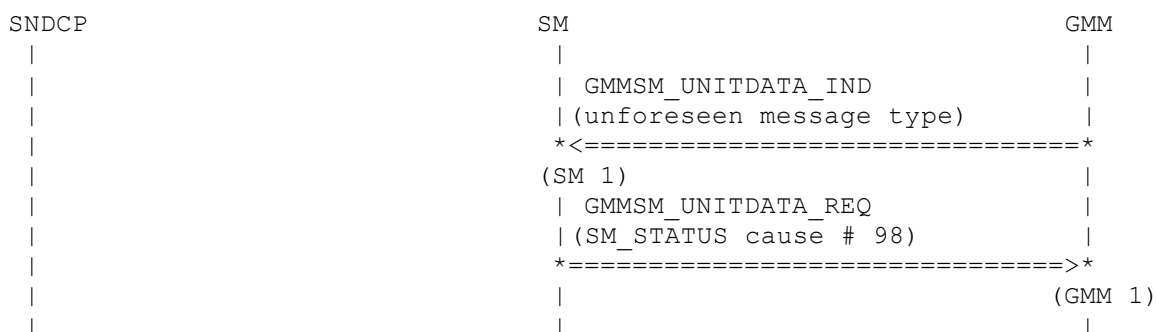 SNDCP SM GMM
| | |
| | GMMSM_UNITDATA_IND |
| |(unforeseen message type) |
| *<===============================*
| (SM 1) |
| | GMMSM_UNITDATA_REQ |
| |(SM_STATUS cause # 98) |
| *===============================>*
| | (GMM 1)
| | |